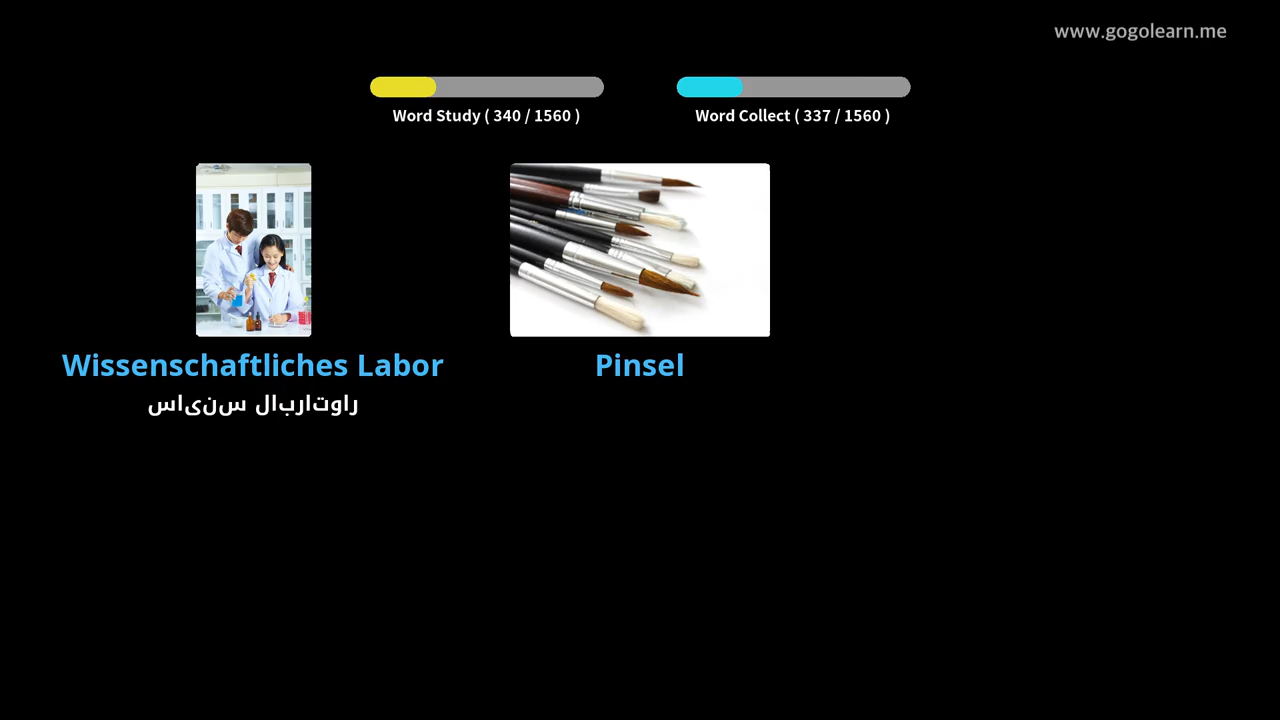 www.gogolearn.me
Word Study ( 340 / 1560 )
Word Collect ( 337 / 1560 )
Wissenschaftliches Labor
ساینس لابراتوار
Pinsel